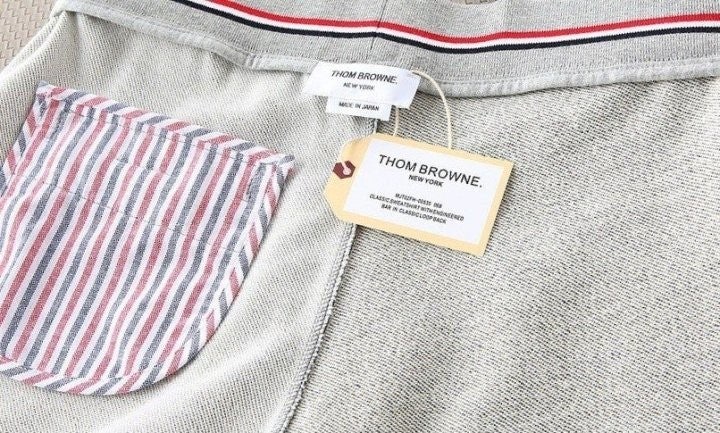 THOM BROWNE.
NEW YORK
MADE IN JAPAN
THOM BROWNE.
NEW YORK
CLASSIC SWEATSHIRT WITH ENGINEERED
BAR IN CLASSIC LOOP BACK